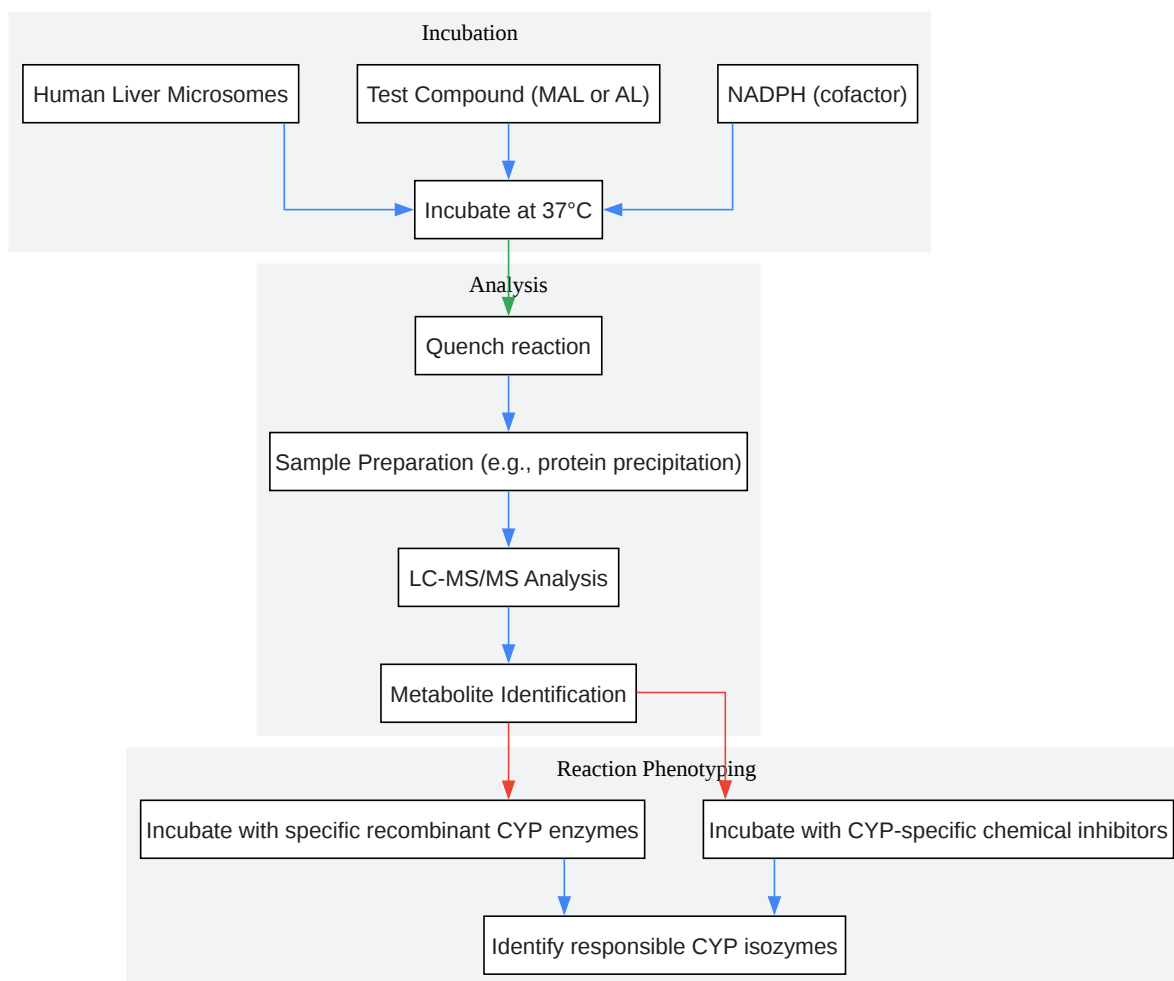 Incubation
Human Liver Microsomes
Test Compound (MAL or AL)
NADPH (cofactor)
Incubate at 37°C
Analysis
Quench reaction
Sample Preparation (e.g., protein precipitation)
LC-MS/MS Analysis
Metabolite Identification
Reaction Phenotyping
Incubate with specific recombinant CYP enzymes
Incubate with CYP-specific chemical inhibitors
Identify responsible CYP isozymes